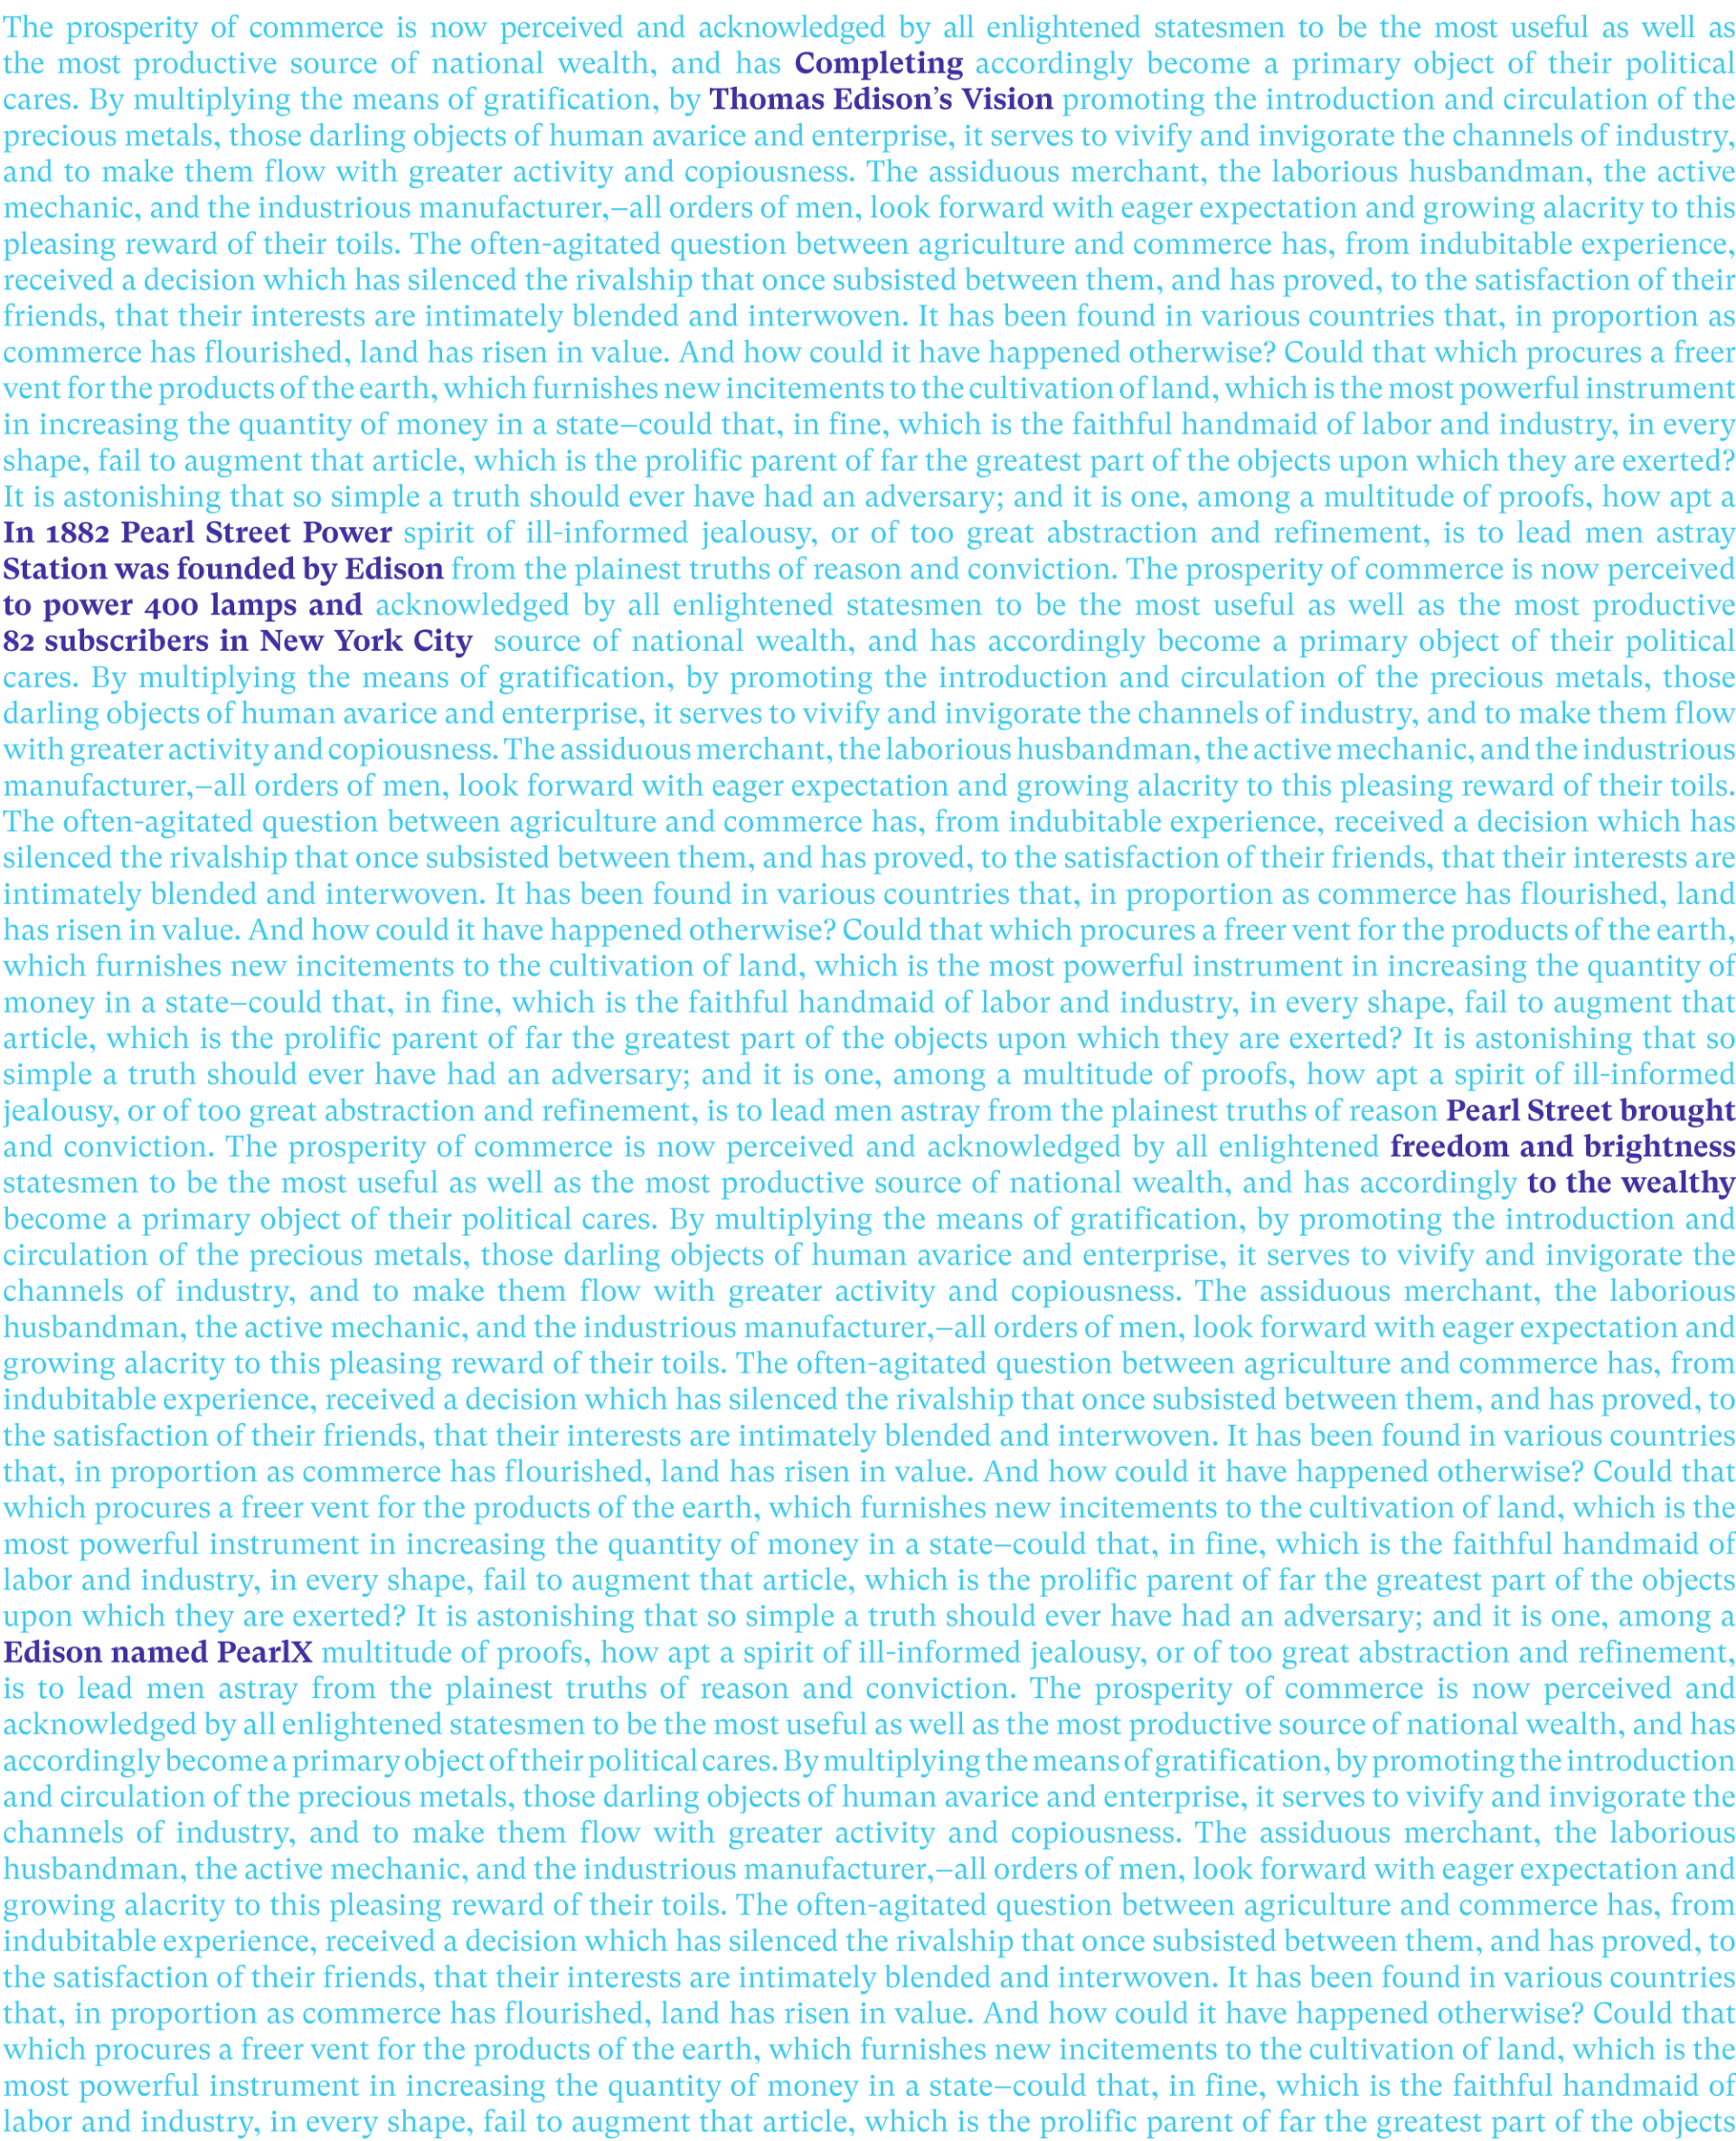 The prosperity of commerce is now perceived and acknowledged by all enlightened statesmen to be the most useful as well as
the most productive source of national wealth, and has Completing accordingly become a primary object of their political
cares. By multiplying the means of gratification, by Thomas Edison’s Vision promoting the introduction and circulation of the
precious metals, those darling objects of human avarice and enterprise, it serves to vivify and invigorate the channels of industry,
and to make them flow with greater activity and copiousness. The assiduous merchant, the laborious husbandman, the active
mechanic, and the industrious manufacturer,—all orders of men, look forward with eager expectation and growing alacrity to this
pleasing reward of their toils. The often-agitated question between agriculture and commerce has, from indubitable experience,
received a decision which has silenced the rivalship that once subsisted between them, and has proved, to the satisfaction of their
friends, that their interests are intimately blended and interwoven. It has been found in various countries that, in proportion as
commerce has flourished, land has risen in value. And how could it have happened otherwise? Could that which procures a freer
vent for the products of the earth, which furnishes new incitements to the cultivation of land, which is the most powerful instrument
in increasing the quantity of money in a state—could that, in fine, which is the faithful handmaid of labor and industry, in every
shape, fail to augment that article, which is the prolific parent of far the greatest part of the objects upon which they are exerted?
It is astonishing that so simple a truth should ever have had an adversary; and it is one, among a multitude of proofs, how apt a
In 1882 Pearl Street Power spirit of ill-informed jealousy, or of too great abstraction and refinement, is to lead men astray
Station was founded by Edison from the plainest truths of reason and conviction. The prosperity of commerce is now perceived
to power 400 lamps and acknowledged by all enlightened statesmen to be the most useful as well as the most productive
82 subscribers in New York City source of national wealth, and has accordingly become a primary object of their political
cares. By multiplying the means of gratification, by promoting the introduction and circulation of the precious metals, those
darling objects of human avarice and enterprise, it serves to vivify and invigorate the channels of industry, and to make them flow
with greater activity and copiousness. The assiduous merchant, the laborious husbandman, the active mechanic, and the industrious
manufacturer,—all orders of men, look forward with eager expectation and growing alacrity to this pleasing reward of their toils.
The often-agitated question between agriculture and commerce has, from indubitable experience, received a decision which has
silenced the rivalship that once subsisted between them, and has proved, to the satisfaction of their friends, that their interests are
intimately blended and interwoven. It has been found in various countries that, in proportion as commerce has flourished, land
has risen in value. And how could it have happened otherwise? Could that which procures a freer vent for the products of the earth,
which furnishes new incitements to the cultivation of land, which is the most powerful instrument in increasing the quantity of
money in a state—could that, in fine, which is the faithful handmaid of labor and industry, in every shape, fail to augment that
article, which is the prolific parent of far the greatest part of the objects upon which they are exerted? It is astonishing that so
simple a truth should ever have had an adversary; and it is one, among a multitude of proofs, how apt a spirit of ill-informed
jealousy, or of too great abstraction and refinement, is to lead men astray from the plainest truths of reason Pearl Street brought
and conviction. The prosperity of commerce is now perceived and acknowledged by all enlightened freedom and brightness
statesmen to be the most useful as well as the most productive source of national wealth, and has accordingly to the wealthy
become a primary object of their political cares. By multiplying the means of gratification, by promoting the introduction and
circulation of the precious metals, those darling objects of human avarice and enterprise, it serves to vivify and invigorate the
channels of industry, and to make them flow with greater activity and copiousness. The assiduous merchant, the laborious
husbandman, the active mechanic, and the industrious manufacturer,—all orders of men, look forward with eager expectation and
growing alacrity to this pleasing reward of their toils. The often-agitated question between agriculture and commerce has, from
indubitable experience, received a decision which has silenced the rivalship that once subsisted between them, and has proved, to
the satisfaction of their friends, that their interests are intimately blended and interwoven. It has been found in various countries
that, in proportion as commerce has flourished, land has risen in value. And how could it have happened otherwise? Could that
which procures a freer vent for the products of the earth, which furnishes new incitements to the cultivation of land, which is the
most powerful instrument in increasing the quantity of money in a state—could that, in fine, which is the faithful handmaid of
labor and industry, in every shape, fail to augment that article, which is the prolific parent of far the greatest part of the objects
upon which they are exerted? It is astonishing that so simple a truth should ever have had an adversary; and it is one, among a
Edison named PearlX multitude of proofs, how apt a spirit of ill-informed jealousy, or of too great abstraction and refinement,
is to lead men astray from the plainest truths of reason and conviction. The prosperity of commerce is now perceived and
acknowledged by all enlightened statesmen to be the most useful as well as the most productive source of national wealth, and has
accordingly become a primary object of their political cares. By multiplying the means of gratification, by promoting the introduction
and circulation of the precious metals, those darling objects of human avarice and enterprise, it serves to vivify and invigorate the
channels of industry, and to make them flow with greater activity and copiousness. The assiduous merchant, the laborious
husbandman, the active mechanic, and the industrious manufacturer,—all orders of men, look forward with eager expectation and
growing alacrity to this pleasing reward of their toils. The often-agitated question between agriculture and commerce has, from
indubitable experience, received a decision which has silenced the rivalship that once subsisted between them, and has proved, to
the satisfaction of their friends, that their interests are intimately blended and interwoven. It has been found in various countries
that, in proportion as commerce has flourished, land has risen in value. And how could it have happened otherwise? Could that
which procures a freer vent for the products of the earth, which furnishes new incitements to the cultivation of land, which is the
most powerful instrument in increasing the quantity of money in a state—could that, in fine, which is the faithful handmaid of
labor and industry, in every shape, fail to augment that article, which is the prolific parent of far the greatest part of the objects